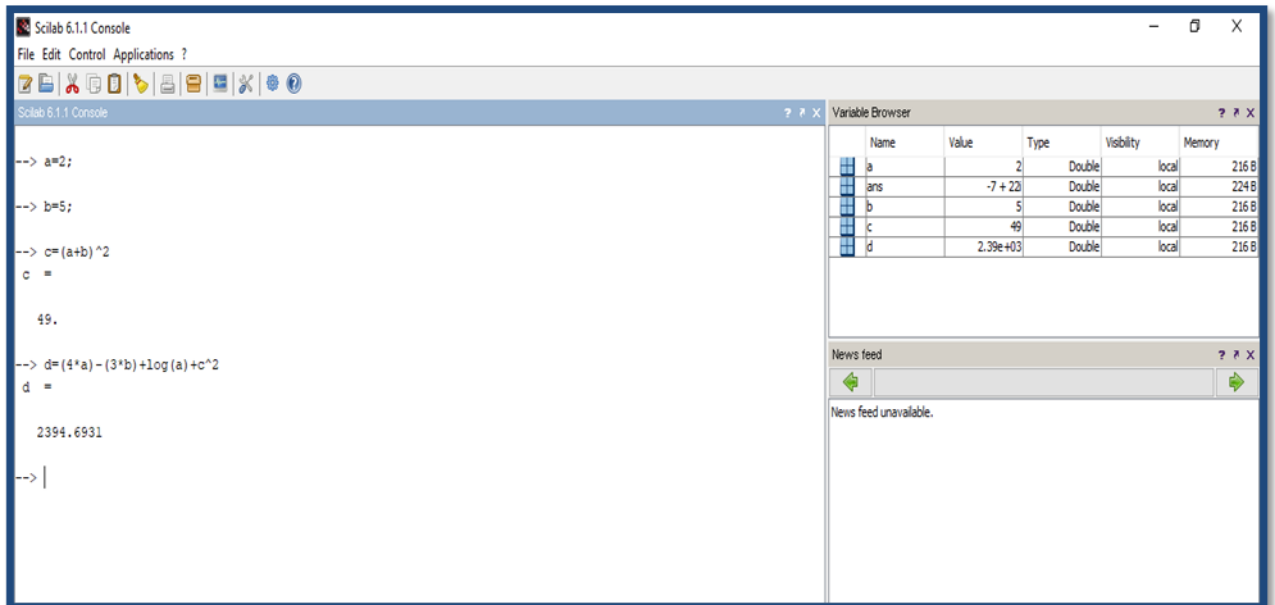 Scilab 6.1.1 Console
File Edit Control Applications ?
Scilab 6.1.1 Console
--> a=2;
--> b=5;
--> c=(a+b)^2
c =
49.
--> d=(4*a)-(3*b)+log(a)+c^2
d =
2394.6931
-->
Variable Browser
Name Value Type Visibility Memory
a 2 Double local 216 B
ans -7 + 22i Double local 224 B
b 5 Double local 216 B
c 49 Double local 216 B
d 2.39e+03 Double local 216 B
News feed
News feed unavailable.